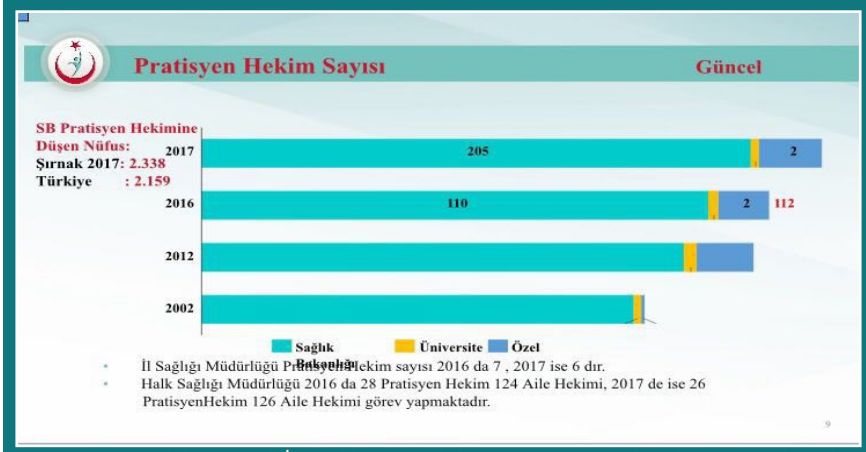 Pratisyen Hekim Sayısı
Güncel
SB Pratisyen Hekimine
Düşen Nüfus:
Şırnak 2017: 2.338
Türkiye : 2.159
2017
205
2
2016
110
2
112
2012
2002
Sağlık Bakanlığı
Üniversite
Özel
İl Sağlığı Müdürlüğü Pratisyen Hekim sayısı 2016 da 7 , 2017 ise 6 dır.
Halk Sağlığı Müdürlüğü 2016 da 28 Pratisyen Hekim 124 Aile Hekimi, 2017 de ise 26
PratisyenHekim 126 Aile Hekimi görev yapmaktadır.
9